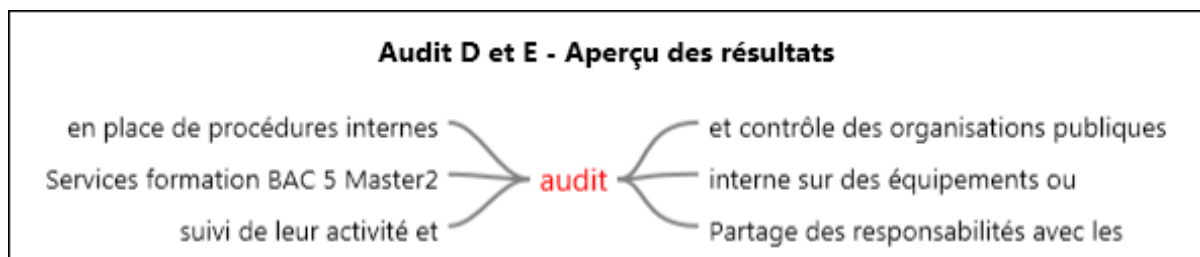 Audit D et E - Aperçu des résultats
en place de procédures internes
Services formation BAC 5 Master2
suivi de leur activité et
audit
et contrôle des organisations publiques
interne sur des équipements ou
Partage des responsabilités avec les